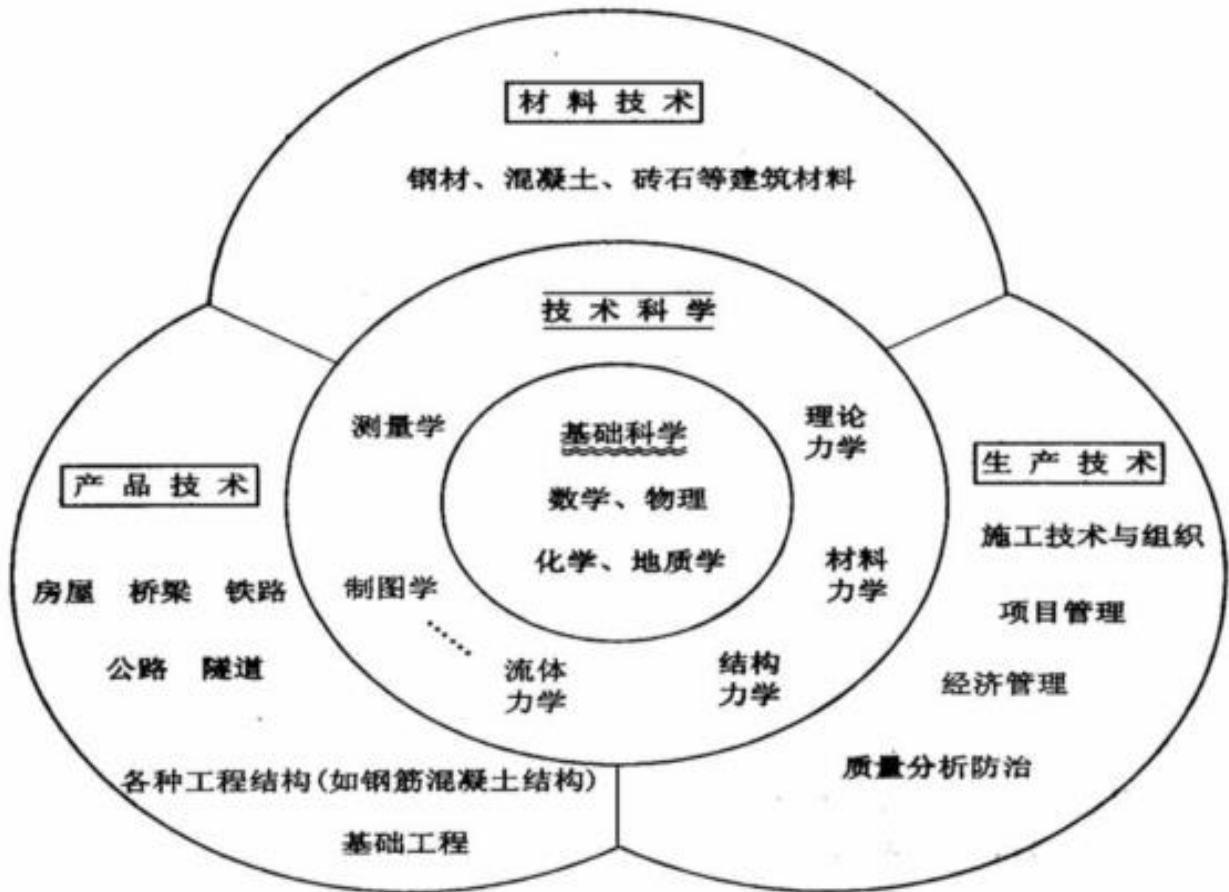 材料技术
钢材、混凝土、砖石等建筑材料
技术科学
测量学
基础科学
理论
力学
数学、物理
化学、地质学
制图学
······
流体
力学
结构
力学
材料
力学
产品技术
房屋 桥梁 铁路
公路 隧道
各种工程结构(如钢筋混凝土结构)
基础工程
生产技术
施工技术与组织
项目管理
经济管理
质量分析防治